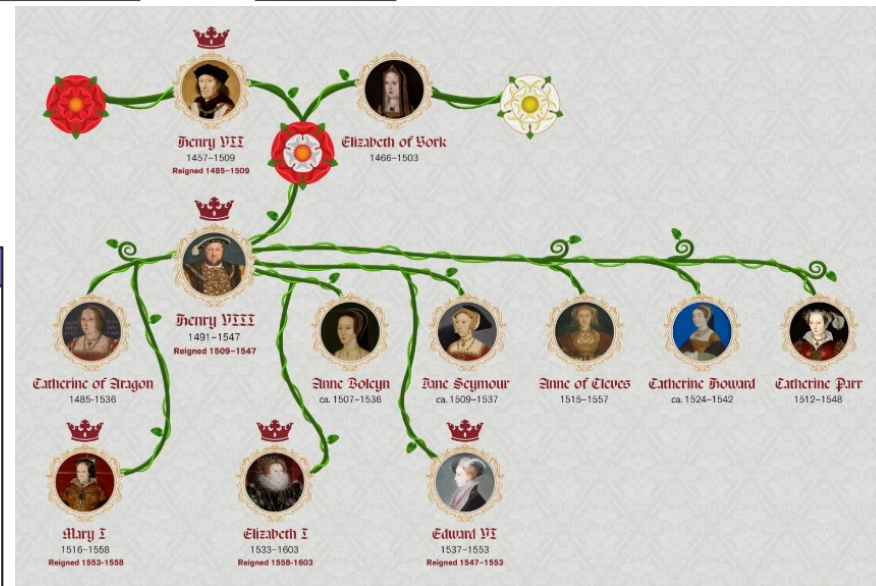 Henry VII
1457–1509
Reigned 1485–1509
Elizabeth of York
1466–1503
Henry VIII
1491–1547
Reigned 1509–1547
Catherine of Aragon
1485-1536
Anne Boleyn
ca. 1507–1536
Jane Seymour
ca. 1509–1537
Anne of Cleves
1515–1557
Catherine Howard
ca. 1524–1542
Catherine Parr
1512–1548
Mary I
1516–1558
Reigned 1553-1558
Elizabeth I
1533–1603
Reigned 1558-1603
Edward VI
1537–1553
Reigned 1547–1553